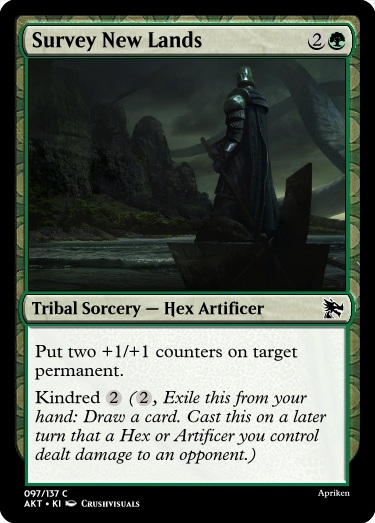 Survey New Lands 2
Tribal Sorcery — Hex Artificer
Put two +1/+1 counters on target
permanent.
Kindred 2 (2, Exile this from your
hand: Draw a card. Cast this on a later
turn that a Hex or Artificer you control
dealt damage to an opponent.)
097/137 C
AKT • KI Crushvisuals
Apriken